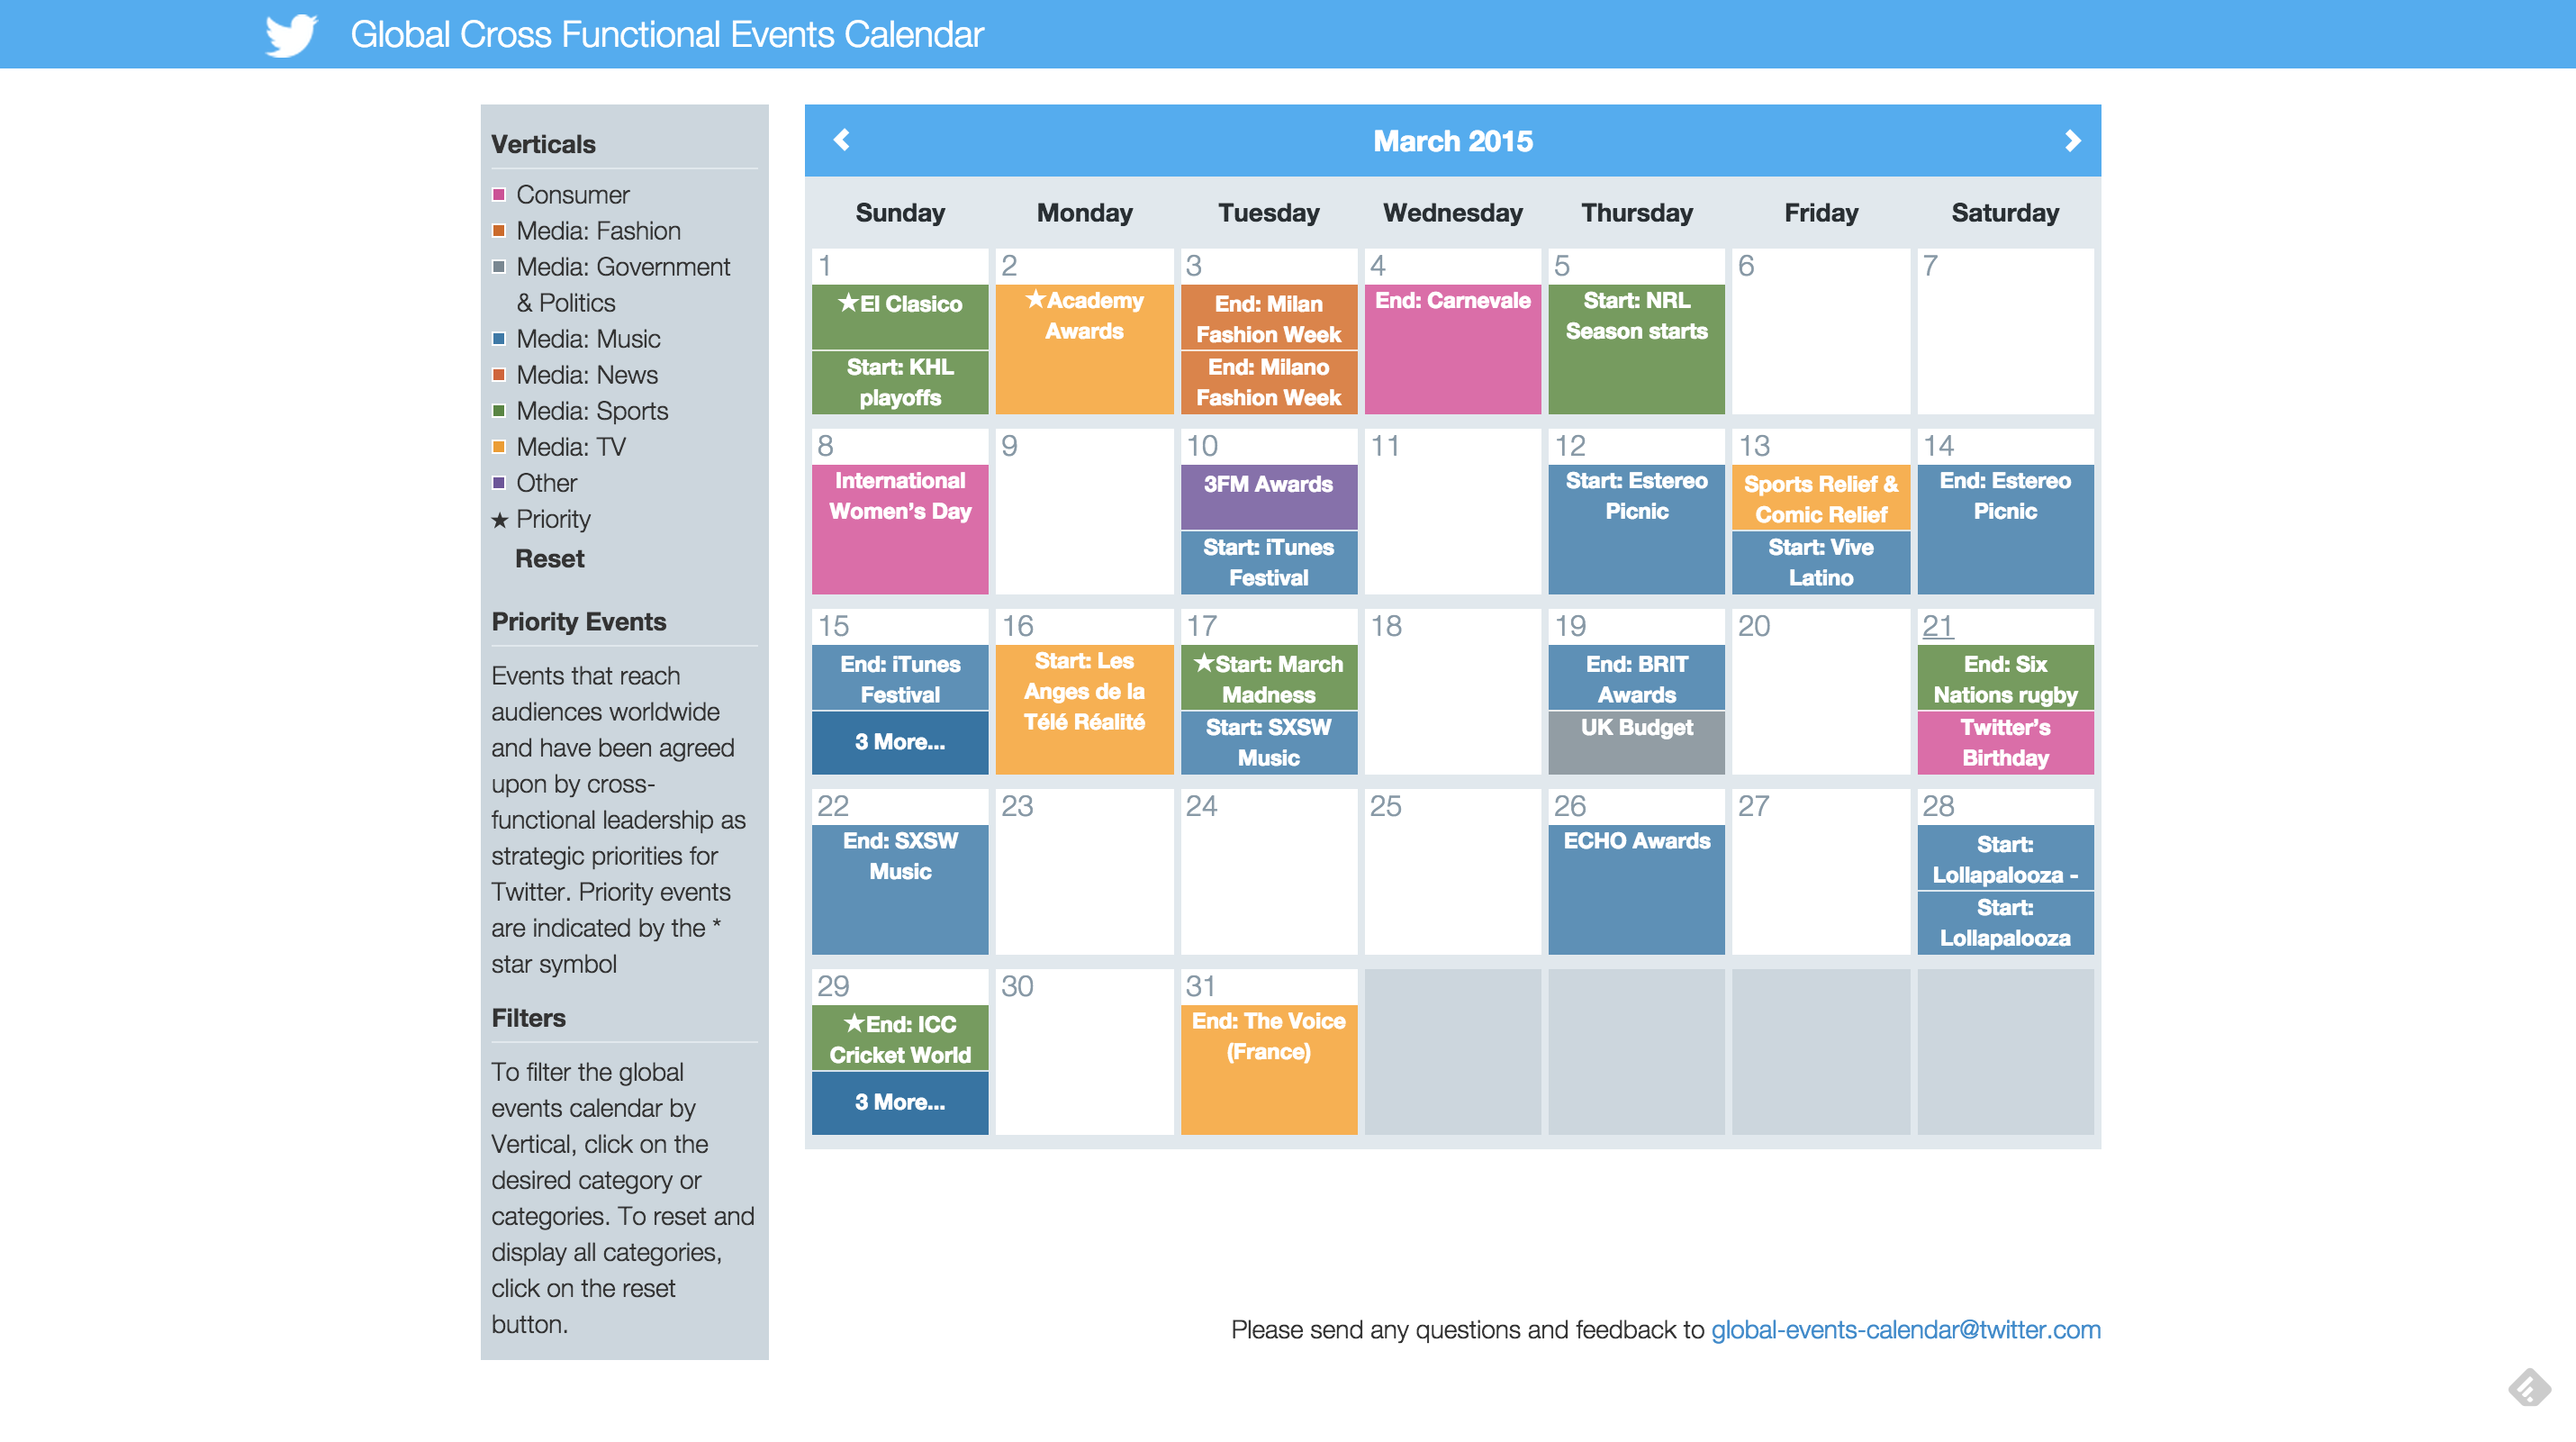 Global Cross Functional Events Calendar
Verticals
Consumer
Media: Fashion
Media: Government
& Politics
Media: Music
Media: News
Media: Sports
Media: TV
Other
★ Priority
Reset
Priority Events
Events that reach
audiences worldwide
and have been agreed
upon by cross-
functional leadership as
strategic priorities for
Twitter. Priority events
are indicated by the *
star symbol
Filters
To filter the global
events calendar by
Vertical, click on the
desired category or
categories. To reset and
display all categories,
click on the reset
button.
March 2015
Sunday Monday Tuesday Wednesday Thursday Friday Saturday
1
★El Clasico
Start: KHL
playoffs
2
★Academy
Awards
3
End: Milan
Fashion Week
End: Milano
Fashion Week
4
End: Carnevale
5
Start: NRL
Season starts
6
7
8
International
Women's Day
9
10
3FM Awards
Start: iTunes
Festival
11
12
Start: Estereo
Picnic
13
Sports Relief &
Comic Relief
Start: Vive
Latino
14
End: Estereo
Picnic
15
End: iTunes
Festival
3 More...
16
Start: Les
Anges de la
Télé Réalité
17
★Start: March
Madness
Start: SXSW
Music
18
19
End: BRIT
Awards
UK Budget
20
21
End: Six
Nations rugby
Twitter's
Birthday
22
End: SXSW
Music
23
24
25
26
ECHO Awards
27
28
Start:
Lollapalooza -
Start:
Lollapalooza
29
★End: ICC
Cricket World
3 More...
30
31
End: The Voice
(France)
Please send any questions and feedback to global-events-calendar@twitter.com